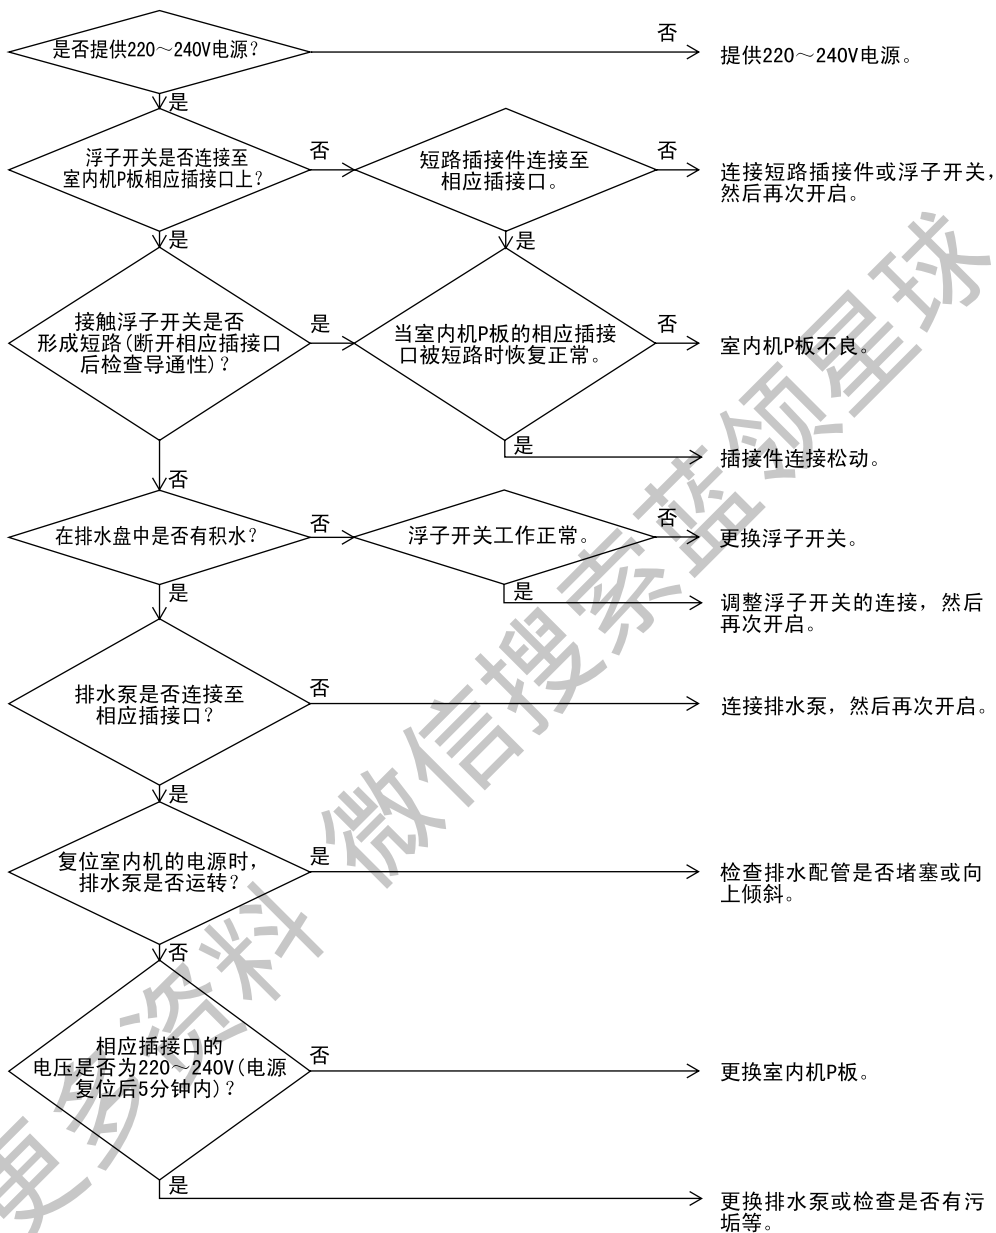 是否提供220～240V电源？
否
提供220～240V电源。
是
浮子开关是否连接至
室内机P板相应插接口上？
否
短路插接件连接至
相应插接口。
否
连接短路插接件或浮子开关，
然后再次开启。
是
是
接触浮子开关是否
形成短路(断开相应插接口
后检查导通性)？
是
当室内机P板的相应插接
口被短路时恢复正常。
否
室内机P板不良。
是
插接件连接松动。
否
在排水盘中是否有积水？
否
浮子开关工作正常。
否
更换浮子开关。
是
是
调整浮子开关的连接，然后
再次开启。
排水泵是否连接至
相应插接口？
否
连接排水泵，然后再次开启。
是
复位室内机的电源时，
排水泵是否运转？
是
检查排水配管是否堵塞或向
上倾斜。
否
相应插接口的
电压是否为220～240V(电源
复位后5分钟内)？
否
更换室内机P板。
是
更换排水泵或检查是否有污
垢等。
更多资料 微信搜索蓝领星球